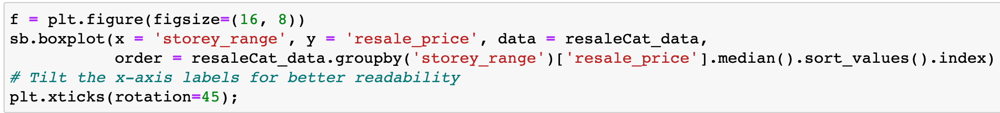 f = plt.figure(figsize=(16, 8))
sb.boxplot(x = 'storey_range', y = 'resale_price', data = resaleCat_data,
           order = resaleCat_data.groupby('storey_range')['resale_price'].median().sort_values().index)
# Tilt the x-axis labels for better readability
plt.xticks(rotation=45);